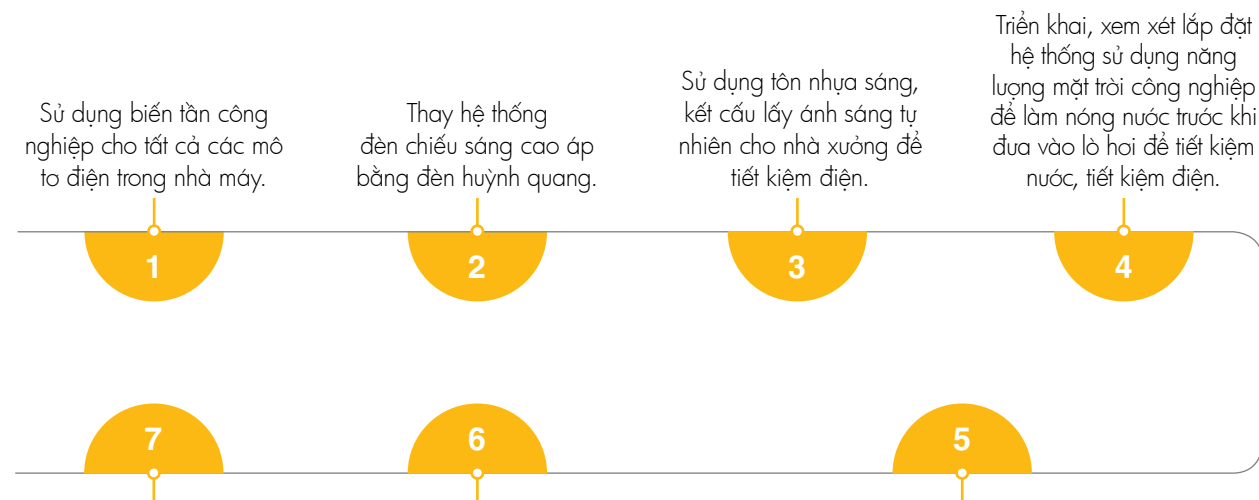 Sử dụng biến tần công
nghiệp cho tất cả các mô
tơ điện trong nhà máy.
1
Thay hệ thống
đèn chiếu sáng cao áp
bằng đèn huỳnh quang.
2
Sử dụng tôn nhựa sáng,
kết cấu lấy ánh sáng tự
nhiên cho nhà xưởng để
tiết kiệm điện.
3
Triển khai, xem xét lắp đặt
hệ thống sử dụng năng
lượng mặt trời công nghiệp
để làm nóng nước trước khi
đưa vào lò hơi để tiết kiệm
nước, tiết kiệm điện.
4
7
6
5